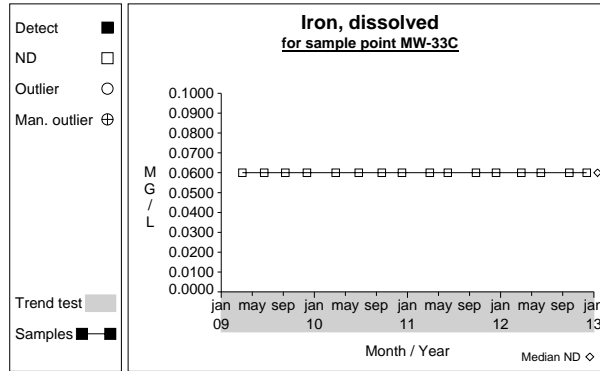 Detect
ND
Outlier
Man. outlier
Trend test
Samples
Iron, dissolved
for sample point MW-33C
M
G
/
L
0.1000
0.0900
0.0800
0.0700
0.0600
0.0500
0.0400
0.0300
0.0200
0.0100
0.0000
jan may sep jan may sep jan may sep jan may sep jan
09 10 11 12 13
Month / Year
Median ND